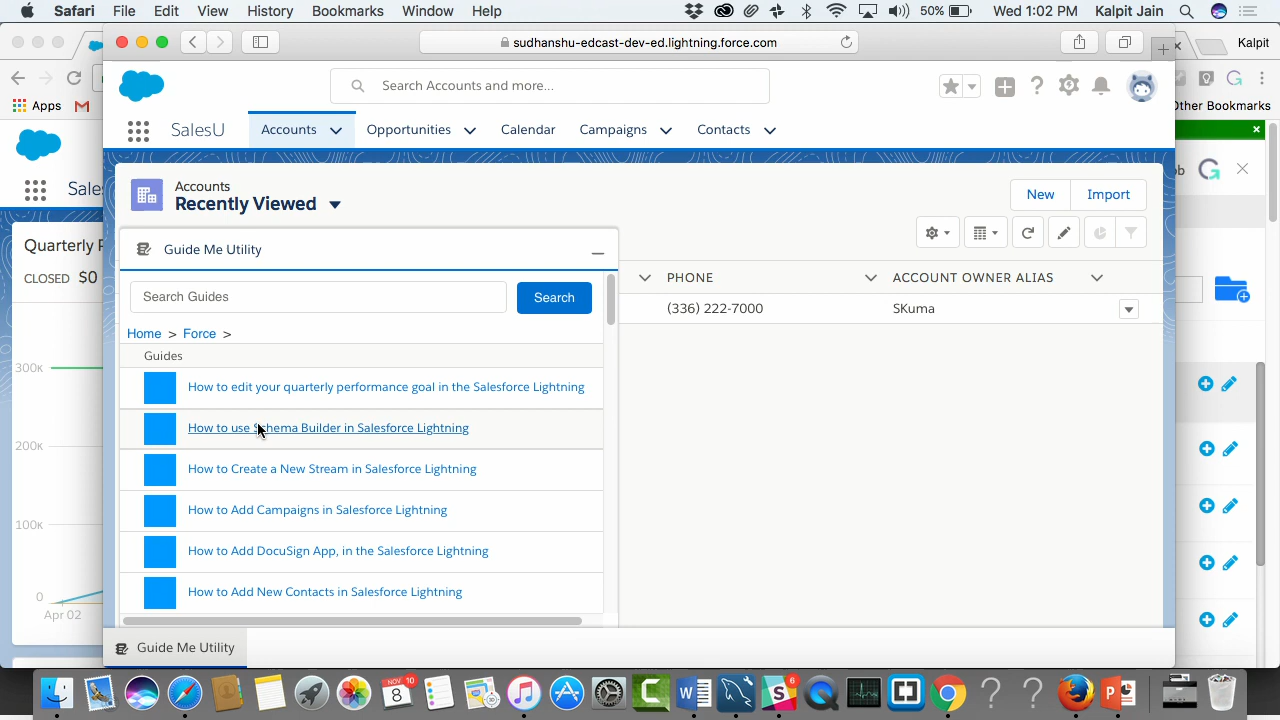 Safari File Edit View History Bookmarks Window Help 50% Wed 1:02 PM Kalpit Jain
sudhanshu-edcast-dev-ed.lightning.force.com
Kalpit
Apps
Other Bookmarks
Search Accounts and more...
SalesU Accounts Opportunities Calendar Campaigns Contacts
Sale
Accounts
Recently Viewed
New Import
Quarterly P
CLOSED $0
Guide Me Utility
PHONE ACCOUNT OWNER ALIAS
Search Guides Search
(336) 222-7000 SKuma
Home > Force >
Guides
How to edit your quarterly performance goal in the Salesforce Lightning
How to use Schema Builder in Salesforce Lightning
How to Create a New Stream in Salesforce Lightning
How to Add Campaigns in Salesforce Lightning
How to Add DocuSign App, in the Salesforce Lightning
How to Add New Contacts in Salesforce Lightning
300K
200K
100K
0
Apr 02
Guide Me Utility
NOV 10
8
6